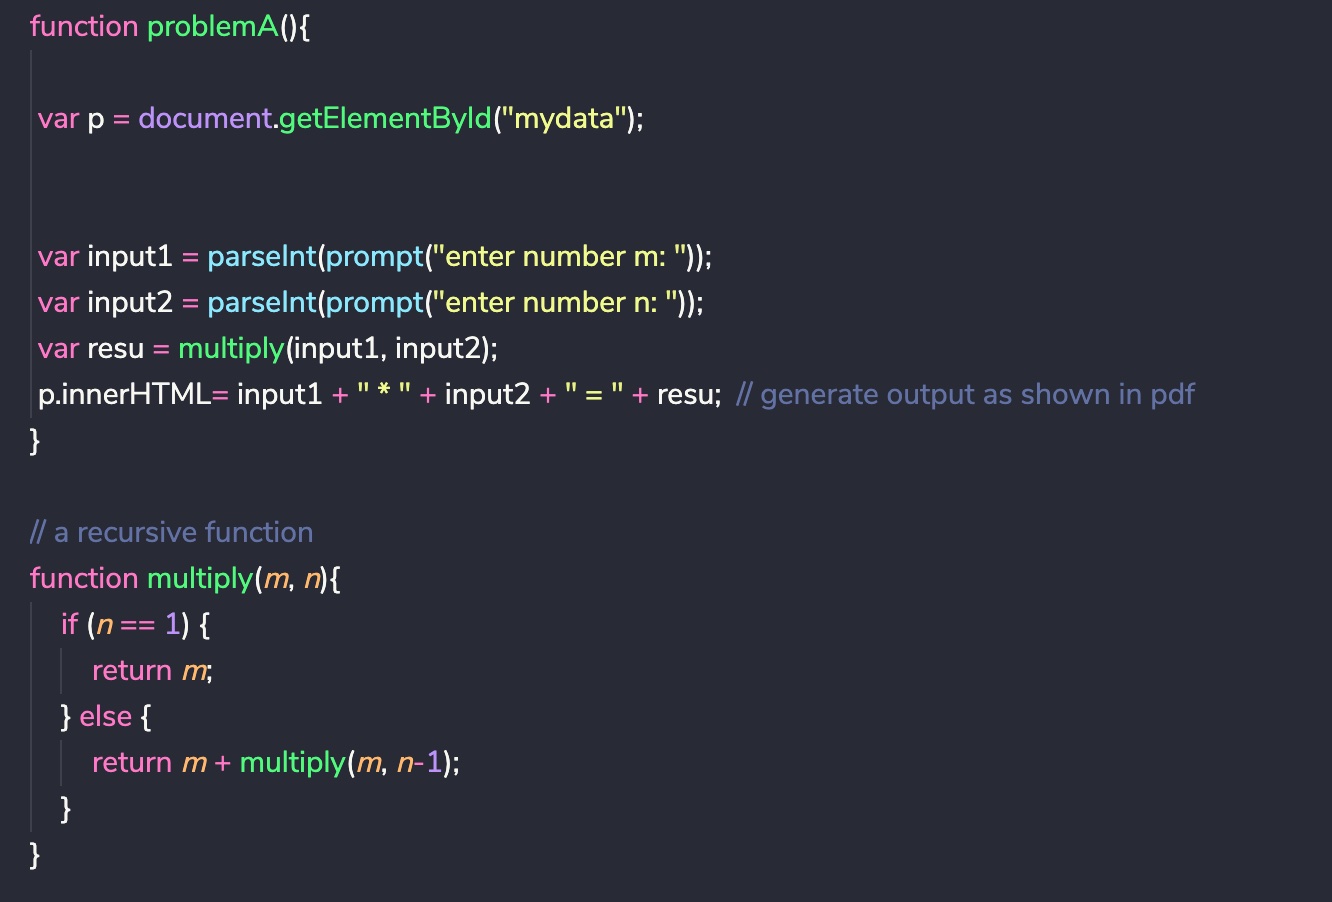 function problemA(){
var p = document.getElementById("mydata");
var input1 = parseInt(prompt("enter number m: "));
var input2 = parseInt(prompt("enter number n: "));
var resu = multiply(input1, input2);
p.innerHTML= input1 + " * " + input2 + " = " + resu;  // generate output as shown in pdf
}
// a recursive function
function multiply(m, n){
if (n == 1) {
return m;
} else {
return m + multiply(m, n-1);
}
}